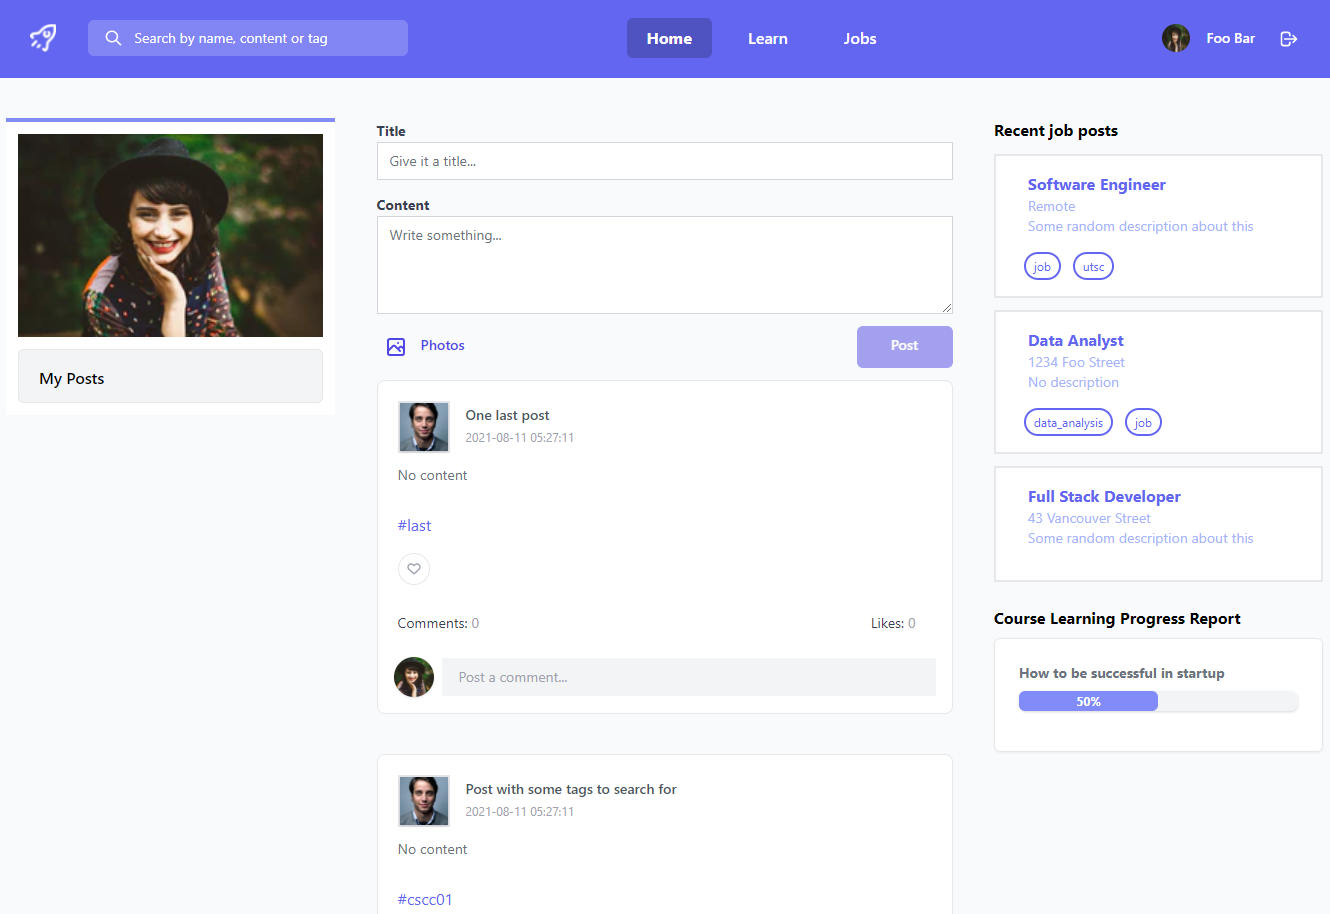 Search by name, content or tag
Home
Learn
Jobs
Foo Bar
My Posts
Title
Give it a title...
Content
Write something...
Photos
Post
One last post
2021-08-11 05:27:11
No content
#last
Comments: 0
Likes: 0
Post a comment...
Post with some tags to search for
2021-08-11 05:27:11
No content
#cscc01
Recent job posts
Software Engineer
Remote
Some random description about this
job
utsc
Data Analyst
1234 Foo Street
No description
data_analysis
job
Full Stack Developer
43 Vancouver Street
Some random description about this
Course Learning Progress Report
How to be successful in startup
50%